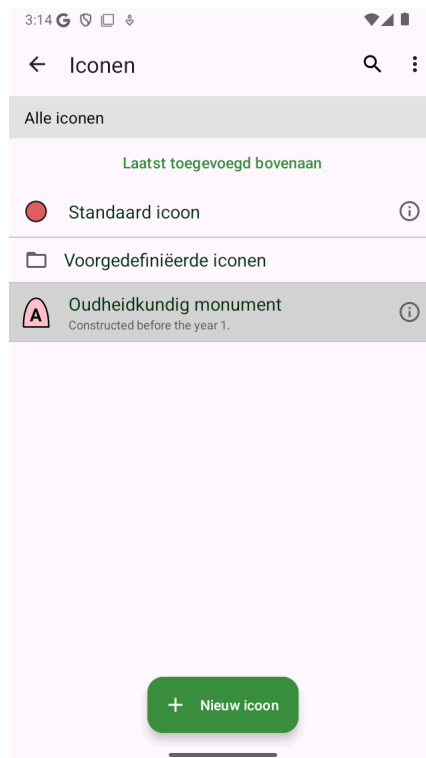 3:14
Iconen
Alle iconen
Laatst toegevoegd bovenaan
Standaard icoon
Voorgedefiniëerde iconen
A
Oudheidkundig monument
Constructed before the year 1.
Nieuw icoon